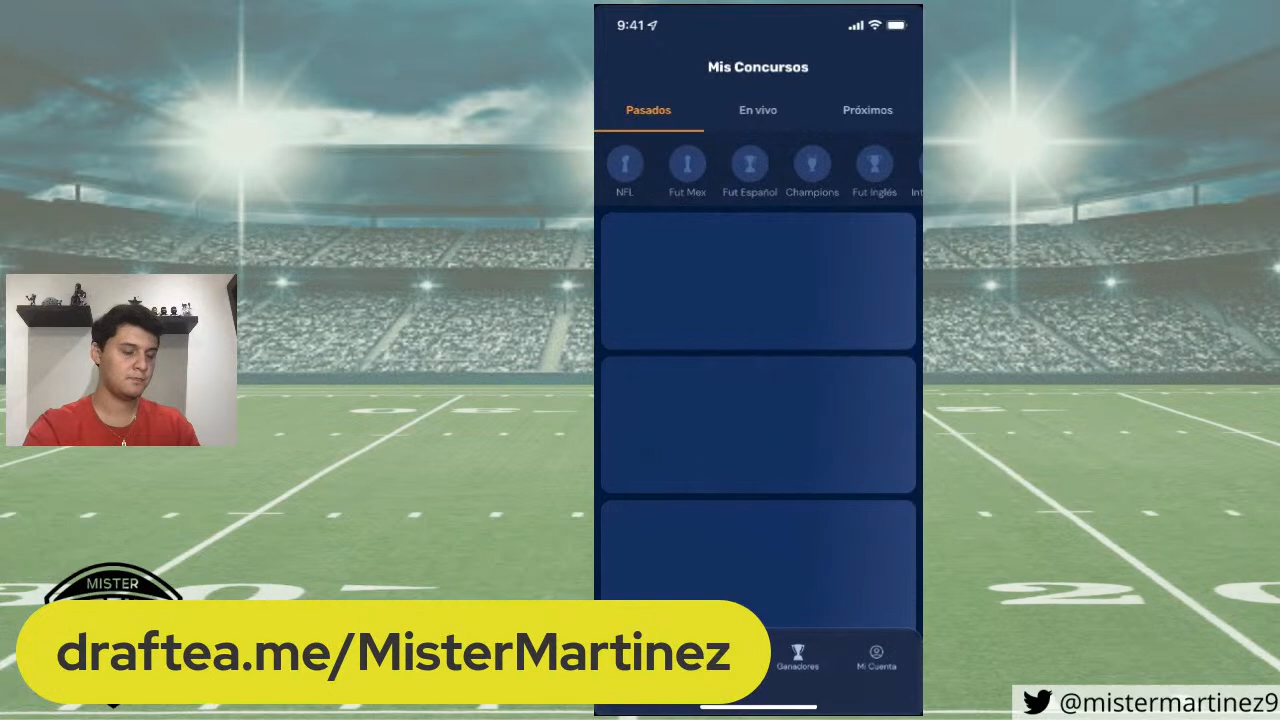 9:41
Mis Concursos
Pasados
En vivo
Próximos
NFL
Fut Mex
Fut Español
Champions
Fut Inglés
Int
MISTER
draftea.me/MisterMartinez
Ganadores
Mi Cuenta
@mistermartinez9